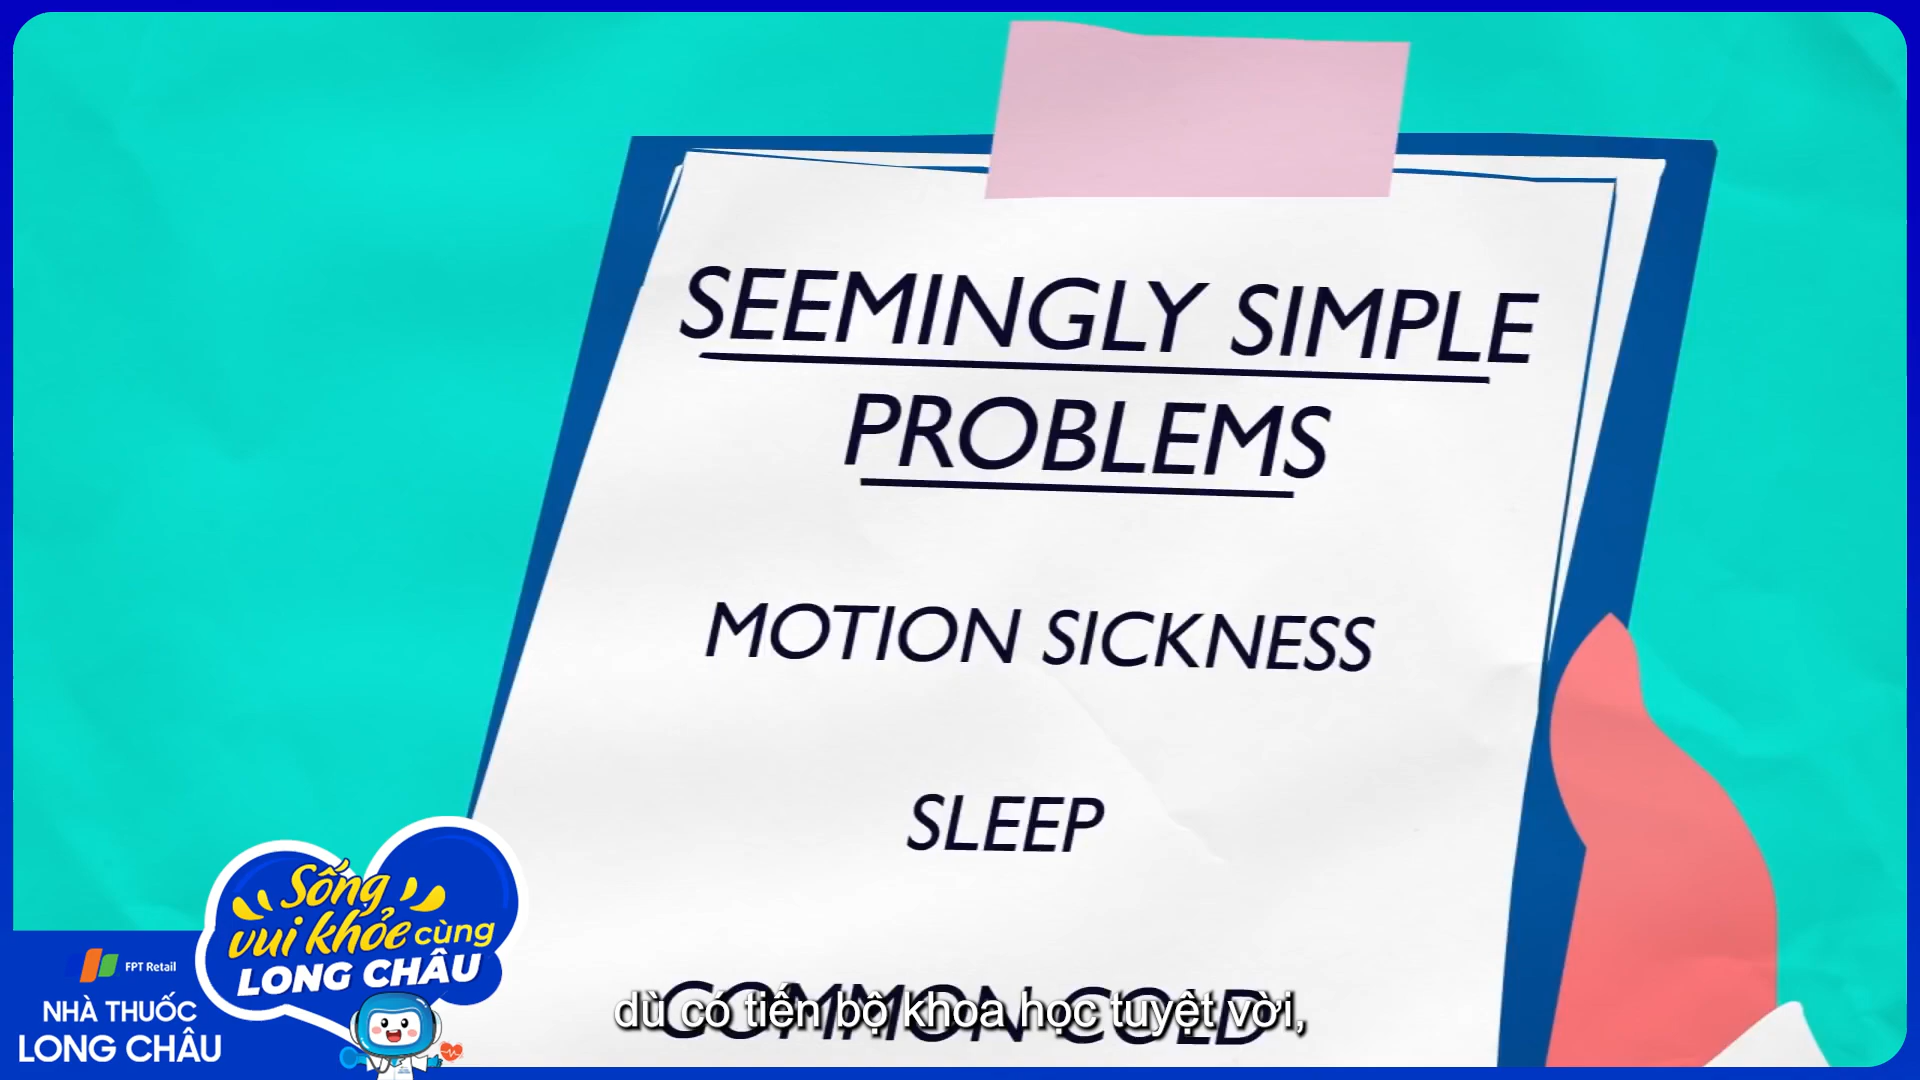 SEEMINGLY SIMPLE
PROBLEMS
MOTION SICKNESS
SLEEP
COMMON COLD
dù có tiến bộ khoa học tuyệt vời,
Sống
vui khỏe cùng
LONG CHÂU
FPT Retail
NHÀ THUỐC
LONG CHÂU